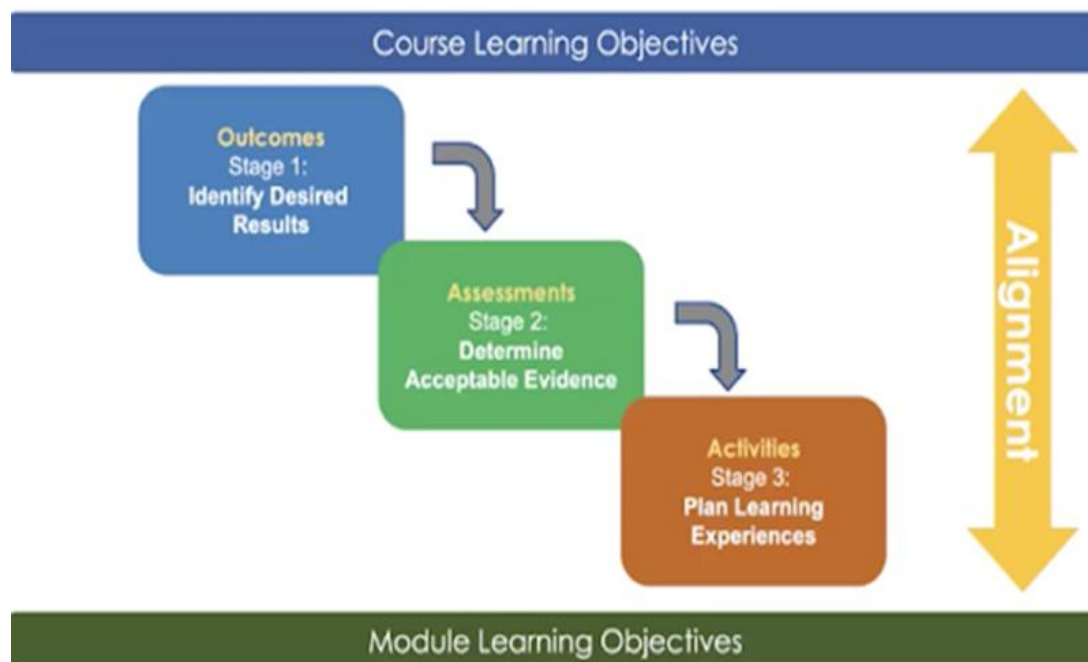 Course Learning Objectives
Outcomes
Stage 1:
Identify Desired
Results
Assessments
Stage 2:
Determine
Acceptable Evidence
Activities
Stage 3:
Plan Learning
Experiences
Alignment
Module Learning Objectives